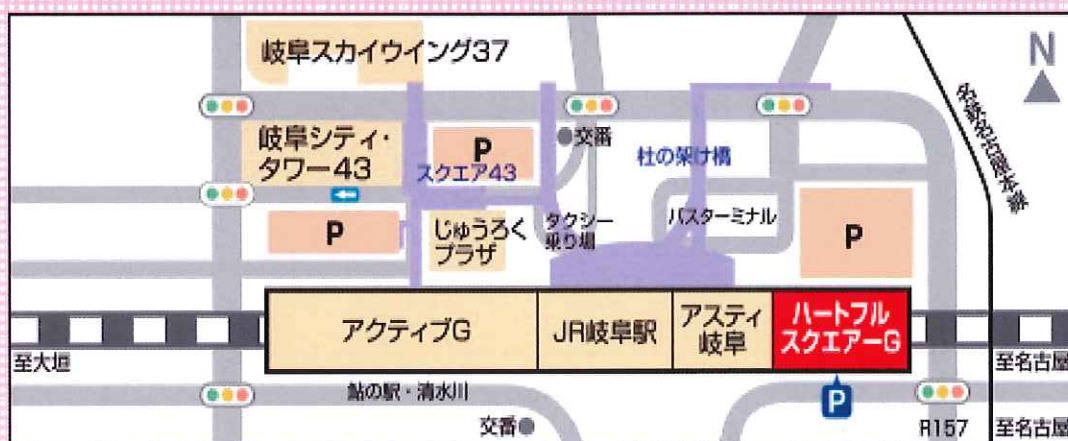 岐阜スカイウイング37
N
名鉄名古屋本線
岐阜シティ・
タワー43
P
スクエア43
交番
杜の架け橋
P
じゅうろく
プラザ
タクシー
乗り場
バスターミナル
P
アクティブG
JR岐阜駅
アスティ
岐阜
ハートフル
スクエアーG
至大垣
至名古屋
鮎の駅・清水川
P
交番
R157
至名古屋